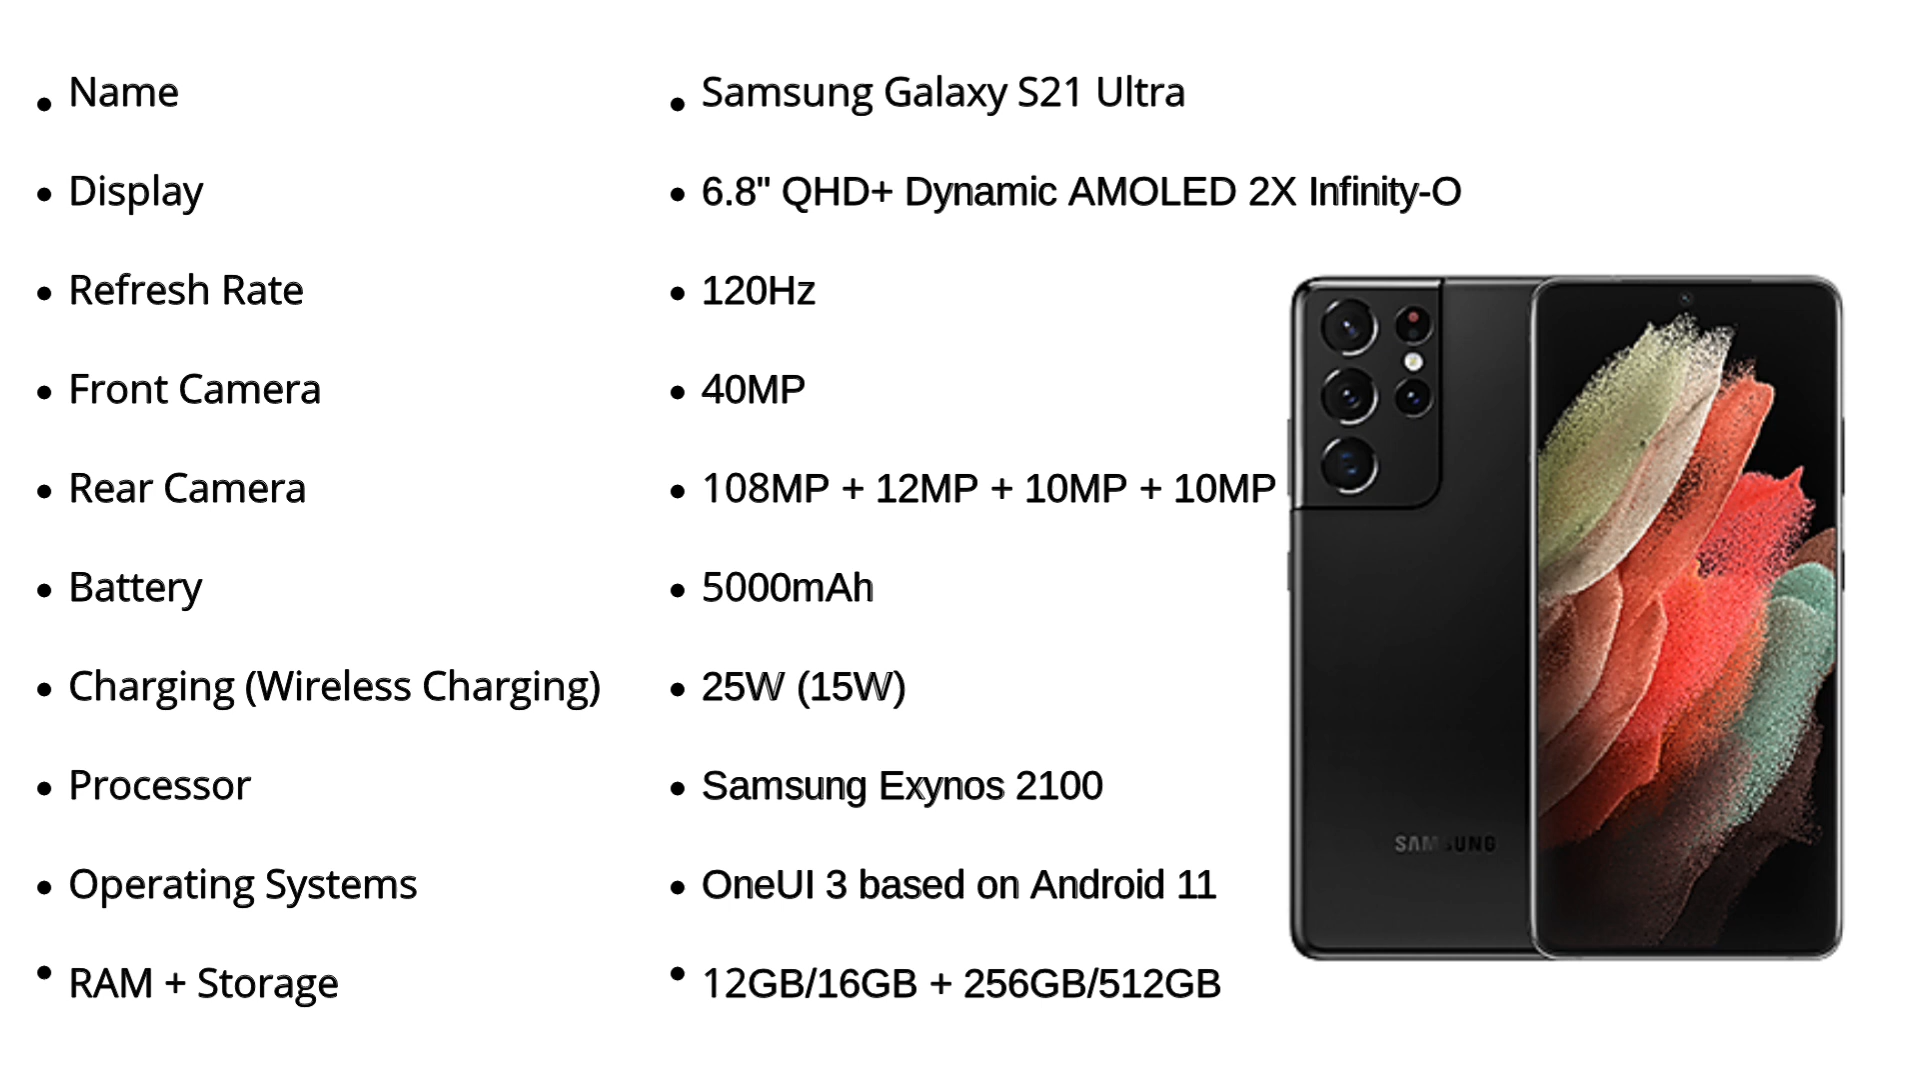 Name
Samsung Galaxy S21 Ultra
Display
6.8" QHD+ Dynamic AMOLED 2X Infinity-O
Refresh Rate
120Hz
Front Camera
40MP
Rear Camera
108MP + 12MP + 10MP + 10MP
Battery
5000mAh
Charging (Wireless Charging)
25W (15W)
Processor
Samsung Exynos 2100
Operating Systems
OneUI 3 based on Android 11
RAM + Storage
12GB/16GB + 256GB/512GB
SAMSUNG